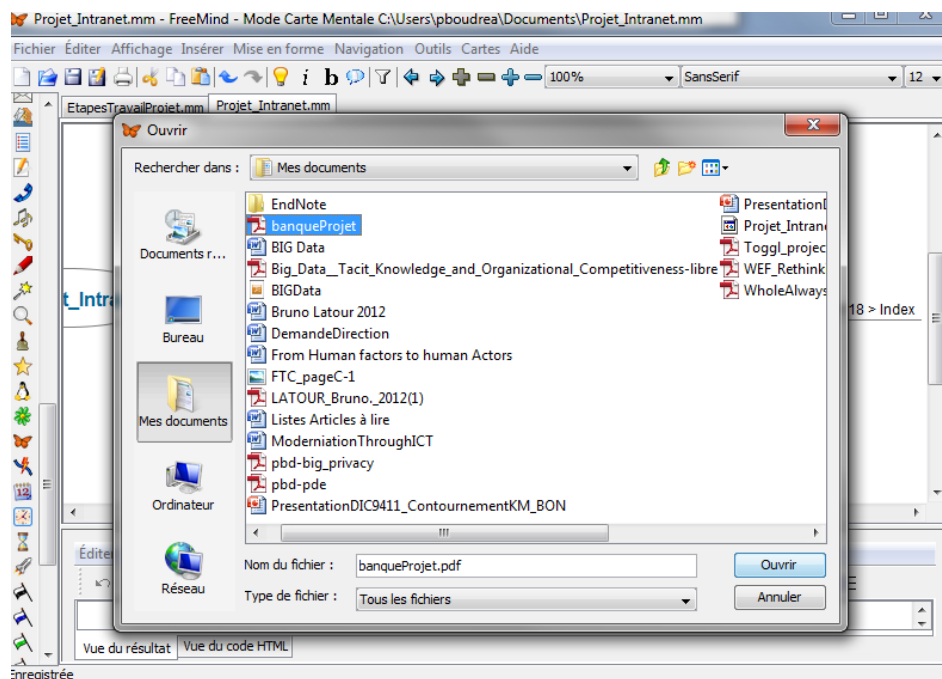 Projet_Intranet.mm - FreeMind - Mode Carte Mentale C:\Users\pboudrea\Documents\Projet_Intranet.mm
Fichier Éditer Affichage Insérer Mise en forme Navigation Outils Cartes Aide
i b 100% SansSerif 12
EtapesTravailProjet.mm Projet_Intranet.mm
Ouvrir
Rechercher dans : Mes documents
EndNote
banqueProjet
BIG Data
Big_Data__Tacit_Knowledge_and_Organizational_Competitiveness-libre
BIGData
Bruno Latour 2012
DemandeDirection
From Human factors to human Actors
FTC_pageC-1
LATOUR_Bruno._2012(1)
Listes Articles à lire
ModerniationThroughICT
pbd-big_privacy
pbd-pde
PresentationDIC9411_ContournementKM_BON
Projet_Intran
Toggl_projec
WEF_Rethink
WholeAlways
Documents r...
Bureau
Mes documents
Ordinateur
Réseau
t_Intra
18 > Index
12
Nom du fichier : banqueProjet.pdf Ouvrir
Type de fichier : Tous les fichiers Annuler
Édite
Vue du résultat Vue du code HTML
Enregistrée